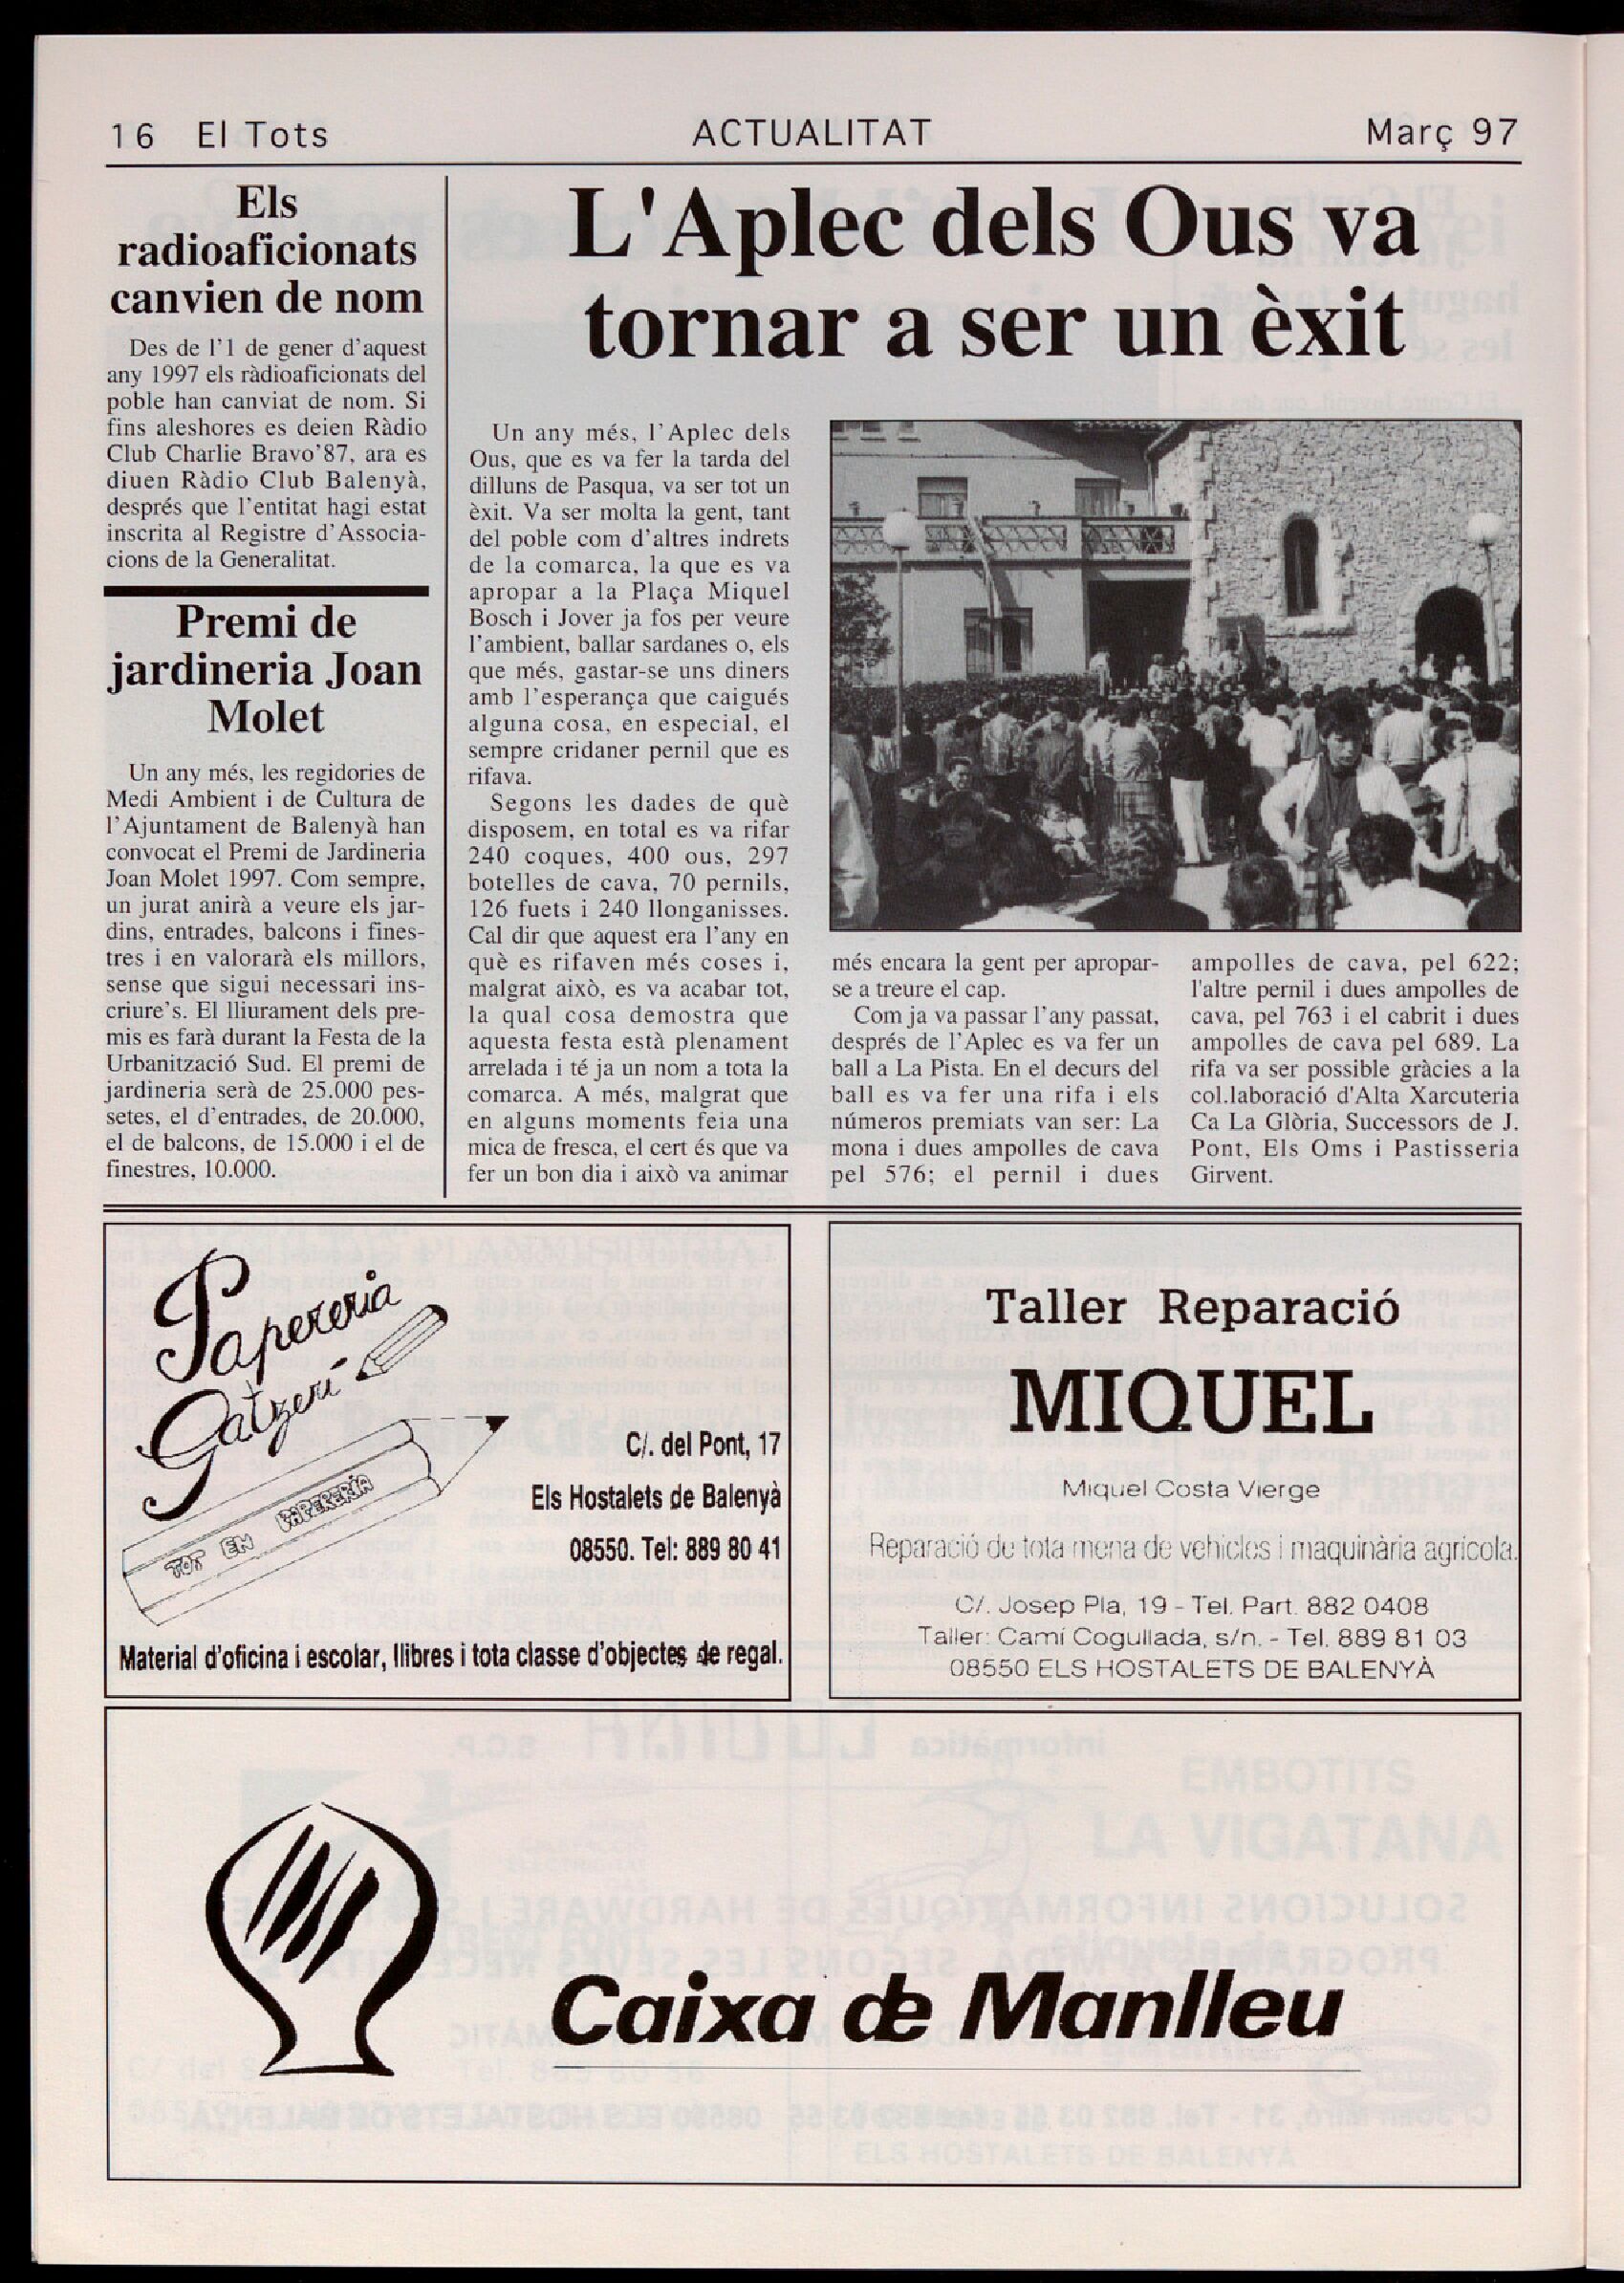 16 El Tots
ACTUALITAT
Març 97
Els
radioaficionats
canvien de nom
Des de l'1 de gener d'aquest
any 1997 els ràdioaficionats del
poble han canviat de nom. Si
fins aleshores es deien Ràdio
Club Charlie Bravo'87, ara es
diuen Ràdio Club Balenyà,
després que l'entitat hagi estat
inscrita al Registre d'Associa-
cions de la Generalitat.
Premi de
jardineria Joan
Molet
Un any més, les regidories de
Medi Ambient i de Cultura de
l'Ajuntament de Balenyà han
convocat el Premi de Jardineria
Joan Molet 1997. Com sempre,
un jurat anirà a veure els jar-
dins, entrades, balcons i fines-
tres i en valorarà els millors,
sense que sigui necessari ins-
criure's. El lliurament dels pre-
mis es farà durant la Festa de la
Urbanització Sud. El premi de
jardineria serà de 25.000 pes-
setes, el d'entrades, de 20.000,
el de balcons, de 15.000 i el de
finestres, 10.000.
L'Aplec dels Ous va
tornar a ser un èxit
Un any més, l'Aplec dels
Ous, que es va fer la tarda del
dilluns de Pasqua, va ser tot un
èxit. Va ser molta la gent, tant
del poble com d'altres indrets
de la comarca, la que es va
apropar a la Plaça Miquel
Bosch i Jover ja fos per veure
l'ambient, ballar sardanes o, els
que més, gastar-se uns diners
amb l'esperança que caigués
alguna cosa, en especial, el
sempre cridaner pernil que es
rifava.
Segons les dades de què
disposem, en total es va rifar
240 coques, 400 ous, 297
botelles de cava, 70 pernils,
126 fuets i 240 llonganisses.
Cal dir que aquest era l'any en
què es rifaven més coses i,
malgrat això, es va acabar tot,
la qual cosa demostra que
aquesta festa està plenament
arrelada i té ja un nom a tota la
comarca. A més, malgrat que
en alguns moments feia una
mica de fresca, el cert és que va
fer un bon dia i això va animar
més encara la gent per apropar-
se a treure el cap.
Com ja va passar l'any passat,
després de l'Aplec es va fer un
ball a La Pista. En el decurs del
ball es va fer una rifa i els
números premiats van ser: La
mona i dues ampolles de cava
pel 576; el pernil i dues
ampolles de cava, pel 622;
l'altre pernil i dues ampolles de
cava, pel 763 i el cabrit i dues
ampolles de cava pel 689. La
rifa va ser possible gràcies a la
col.laboració d'Alta Xarcuteria
Ca La Glòria, Successors de J.
Pont, Els Oms i Pastisseria
Girvent.
Papereria
Gatzeri
TOT EN PAPERERIA
C/. del Pont, 17
Els Hostalets de Balenyà
08550. Tel: 889 80 41
Material d'oficina i escolar, llibres i tota classe d'objectes de regal.
Taller Reparació
MIQUEL
Miquel Costa Vierge
Reparació de tota mena de vehicles i maquinària agricola.
C/. Josep Pla, 19 - Tel. Part. 882 0408
Taller: Camí Cogullada, s/n. - Tel. 889 81 03
08550 ELS HOSTALETS DE BALENYÀ
Caixa de Manlleu